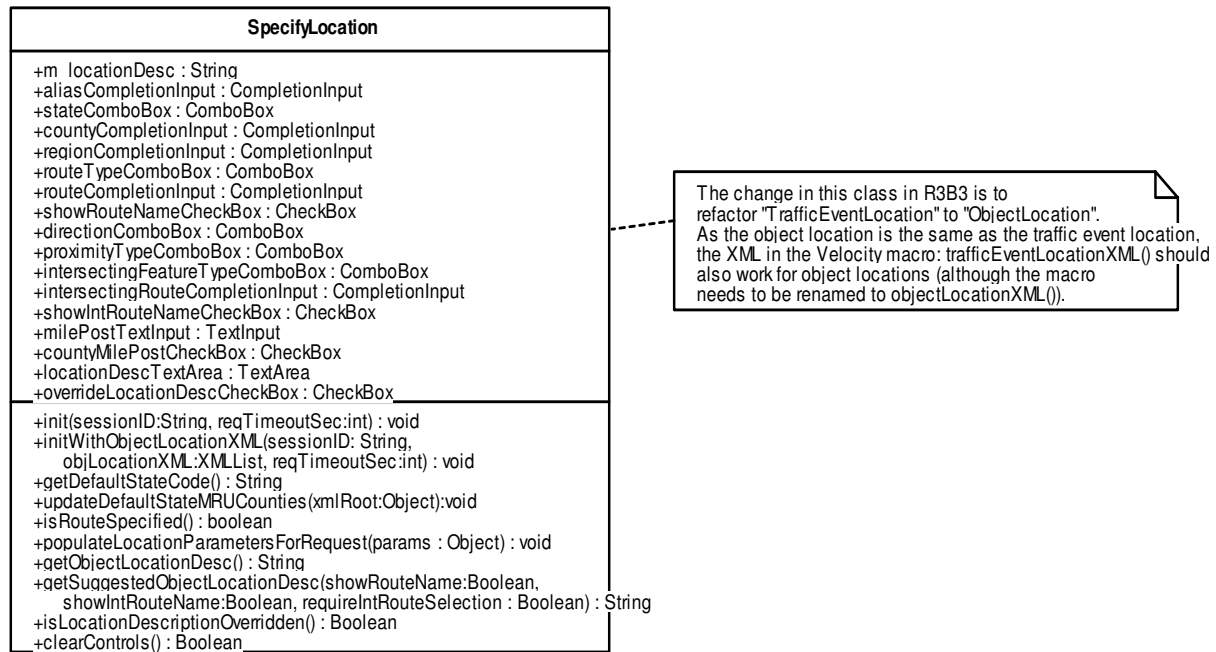 SpecifyLocation
+m_locationDesc : String
+aliasCompletionInput : CompletionInput
+stateComboBox : ComboBox
+countyCompletionInput : CompletionInput
+regionCompletionInput : CompletionInput
+routeTypeComboBox : ComboBox
+routeCompletionInput : CompletionInput
+showRouteNameCheckBox : CheckBox
+directionComboBox : ComboBox
+proximityTypeComboBox : ComboBox
+intersectingFeatureTypeComboBox : ComboBox
+intersectingRouteCompletionInput : CompletionInput
+showIntRouteNameCheckBox : CheckBox
+milePostTextInput : TextInput
+countyMilePostCheckBox : CheckBox
+locationDescTextArea : TextArea
+overrideLocationDescCheckBox : CheckBox
+init(sessionID:String, reqTimeoutSec:int) : void
+initWithObjectLocationXML(sessionID: String,
objLocationXML:XMLList, reqTimeoutSec:int) : void
+getDefaultStateCode() : String
+updateDefaultStateMRUCounties(xmlRoot:Object):void
+isRouteSpecified() : boolean
+populateLocationParametersForRequest(params : Object) : void
+getObjectLocationDesc() : String
+getSuggestedObjectLocationDesc(showRouteName:Boolean,
showIntRouteName:Boolean, requireIntRouteSelection : Boolean) : String
+isLocationDescriptionOverridden() : Boolean
+clearControls() : Boolean
The change in this class in R3B3 is to
refactor "TrafficEventLocation" to "ObjectLocation".
As the object location is the same as the traffic event location,
the XML in the Velocity macro: trafficEventLocationXML() should
also work for object locations (although the macro
needs to be renamed to objectLocationXML()).